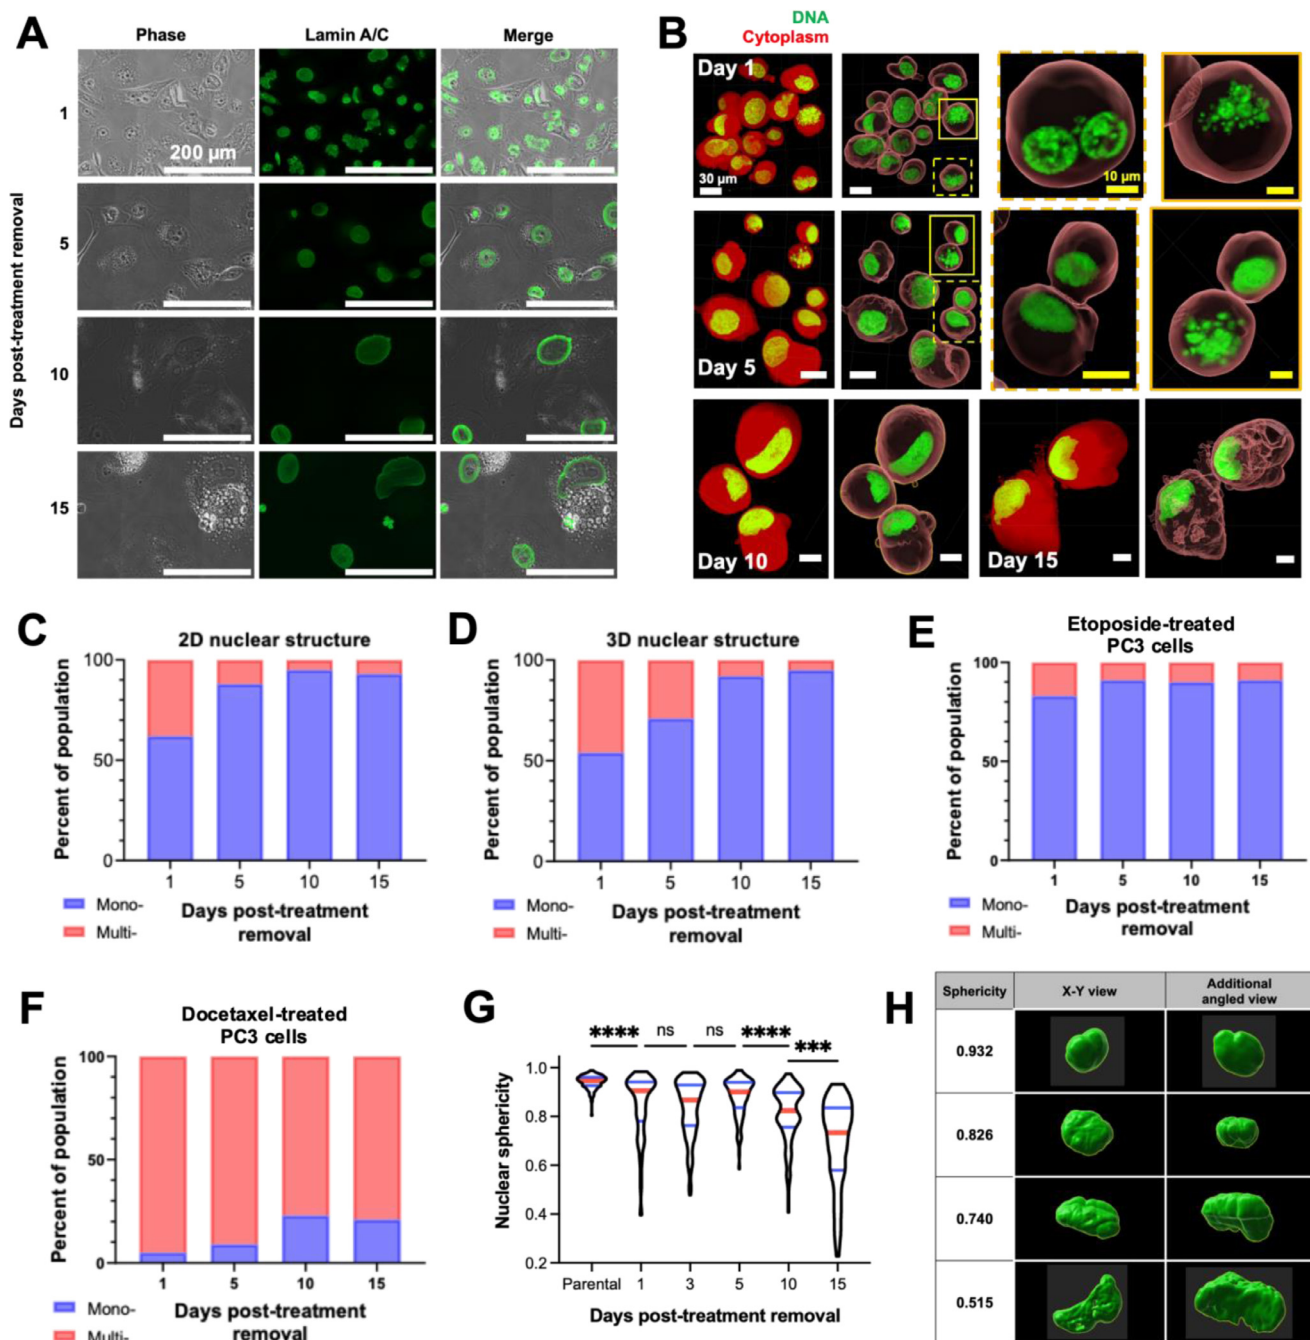 A
Phase
Lamin A/C
Merge
Days post-treatment removal
1
200 µm
5
10
15
B
DNA
Cytoplasm
Day 1
30 µm
10 µm
Day 5
Day 10
Day 15
C
2D nuclear structure
Percent of population
100
50
0
1 5 10 15
Mono-
Multi-
Days post-treatment
removal
D
3D nuclear structure
Percent of population
100
50
0
1 5 10 15
Mono-
Multi-
Days post-treatment
removal
E
Etoposide-treated
PC3 cells
Percent of population
100
50
0
1 5 10 15
Mono-
Multi-
Days post-treatment
removal
F
Docetaxel-treated
PC3 cells
Percent of population
100
50
0
1 5 10 15
Mono-
Multi-
Days post-treatment
removal
G
**** ns ns **** ***
Nuclear sphericity
1.0
0.8
0.6
0.4
0.2
Parental 1 3 5 10 15
Days post-treatment removal
H
Sphericity X-Y view Additional
angled view
0.932
0.826
0.740
0.515